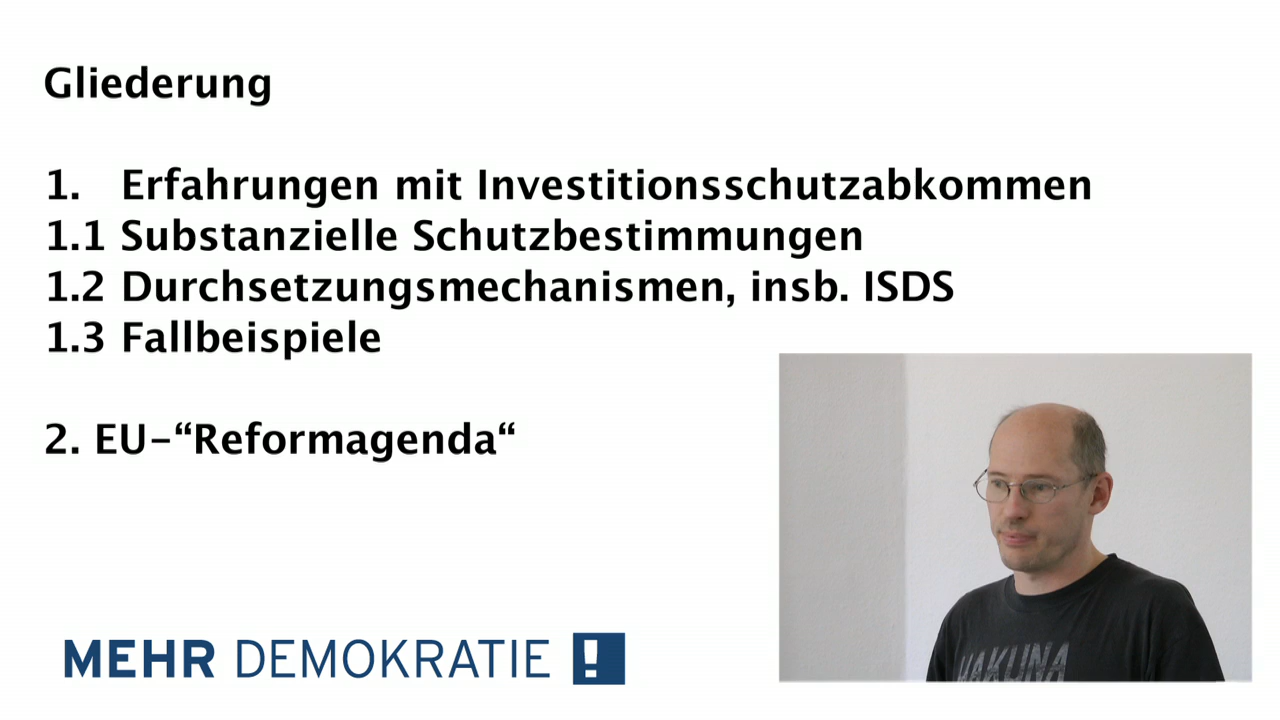 Gliederung
1. Erfahrungen mit Investitionsschutzabkommen
1.1 Substanzielle Schutzbestimmungen
1.2 Durchsetzungsmechanismen, insb. ISDS
1.3 Fallbeispiele
2. EU-“Reformagenda“
HAKUNA
MEHR DEMOKRATIE !